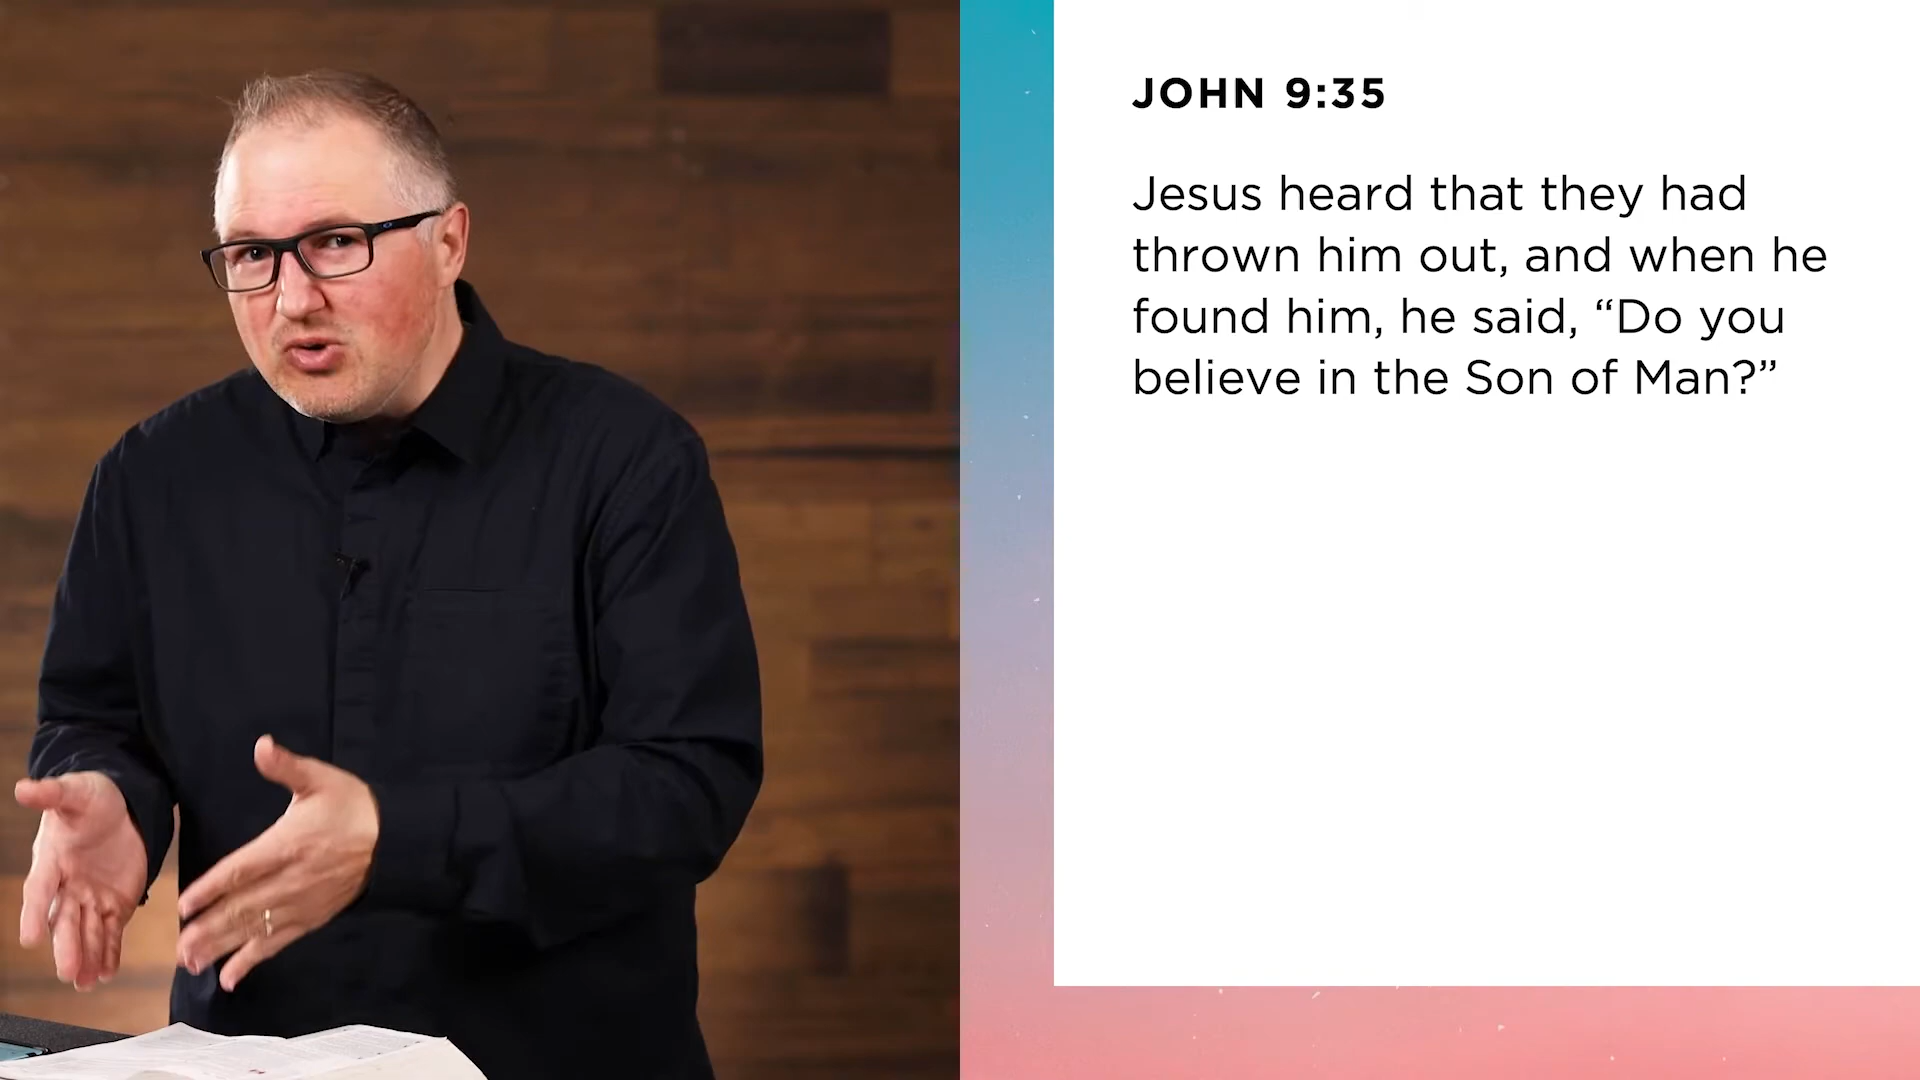 JOHN 9:35
Jesus heard that they had
thrown him out, and when he
found him, he said, “Do you
believe in the Son of Man?”